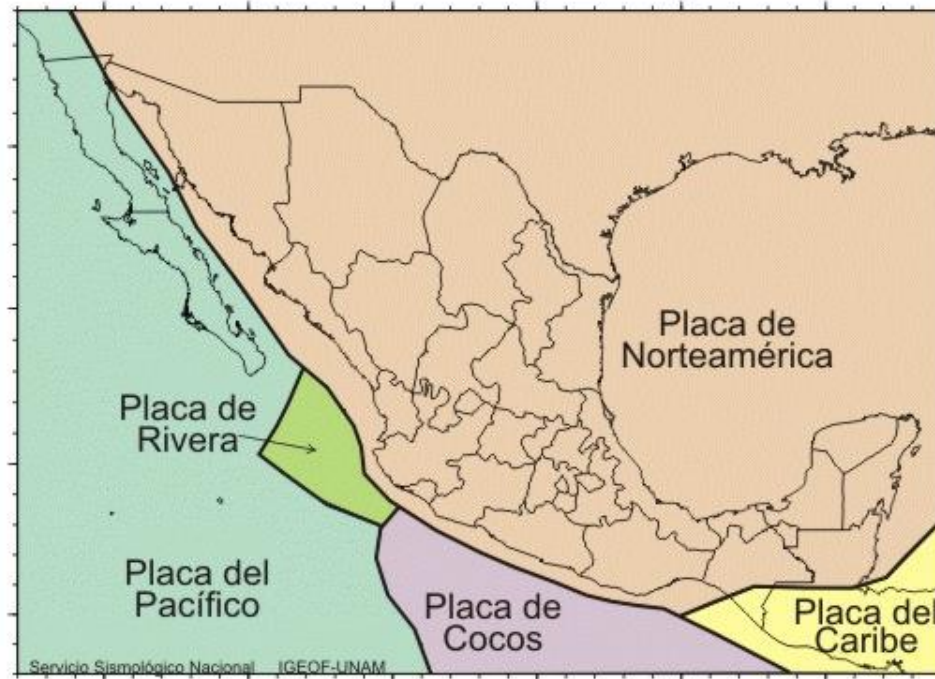 Placa de
Norteamérica
Placa de
Rivera
Placa del
Pacífico
Placa de
Cocos
Placa del
Caribe
Servicio Sismológico Nacional IGEOF-UNAM